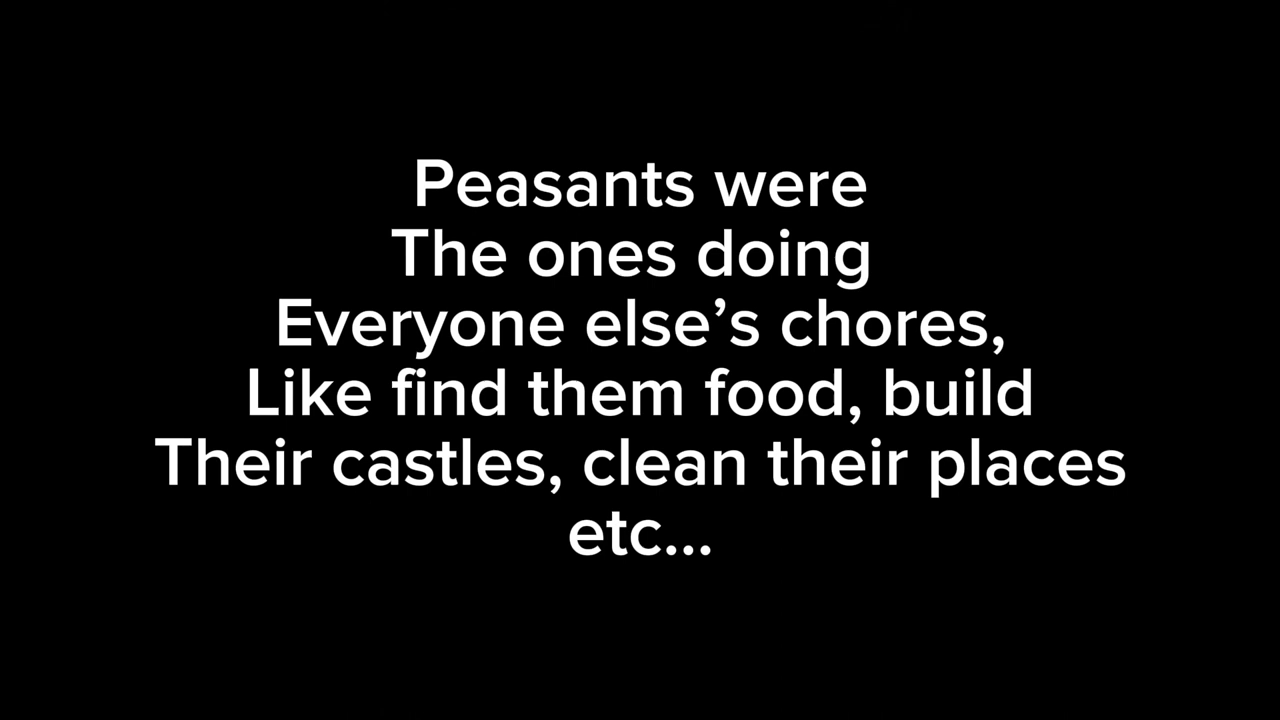 Peasants were
The ones doing
Everyone else’s chores,
Like find them food, build
Their castles, clean their places
etc...